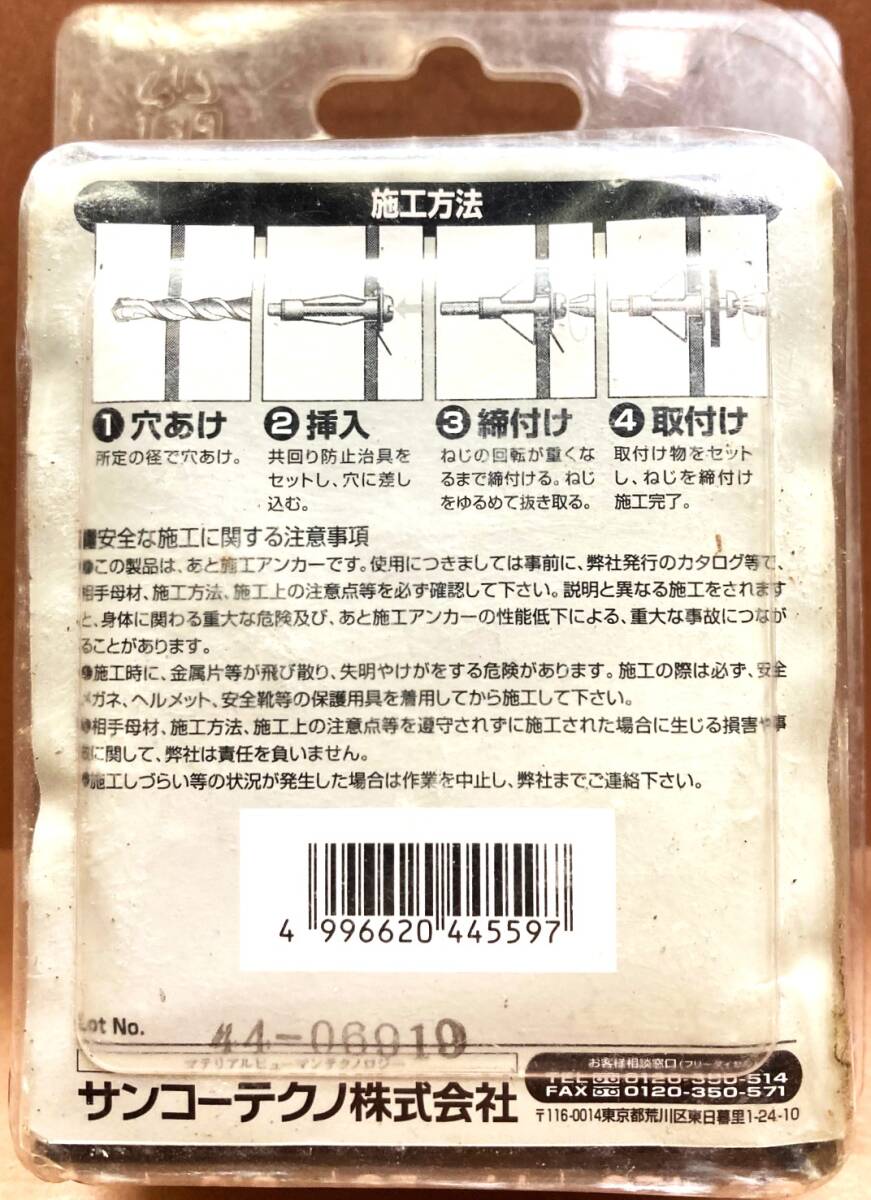 施工方法
①穴あけ
所定の径で穴あけ。
②挿入
共回り防止治具を
セットし、穴に差し
込む。
③締付け
ねじの回転が重くな
るまで締付ける。ねじ
をゆるめて抜き取る。
④取付け
取付け物をセット
し、ねじを締付け
施工完了。
■安全な施工に関する注意事項
●この製品は、あと施工アンカーです。使用につきましては事前に、弊社発行のカタログ等で、
相手母材、施工方法、施工上の注意点等を必ず確認して下さい。説明と異なる施工をされます
と、身体に関わる重大な危険及び、あと施工アンカーの性能低下による、重大な事故につなが
ることがあります。
●施工時に、金属片等が飛び散り、失明やけがをする危険があります。施工の際は必ず、安全
メガネ、ヘルメット、安全靴等の保護用具を着用してから施工して下さい。
●相手母材、施工方法、施工上の注意点等を遵守されずに施工された場合に生じる損害や事
故に関して、弊社は責任を負いません。
●施工しづらい等の状況が発生した場合は作業を中止し、弊社までご連絡下さい。
4 996620 445597
Lot No. 44-06919
マテリアルヒューマンテクノロジー
サンコーテクノ株式会社
お客様相談窓口(フリーダイヤル)
TEL 0120-350-514
FAX 0120-350-571
〒116-0014東京都荒川区東日暮里1-24-10